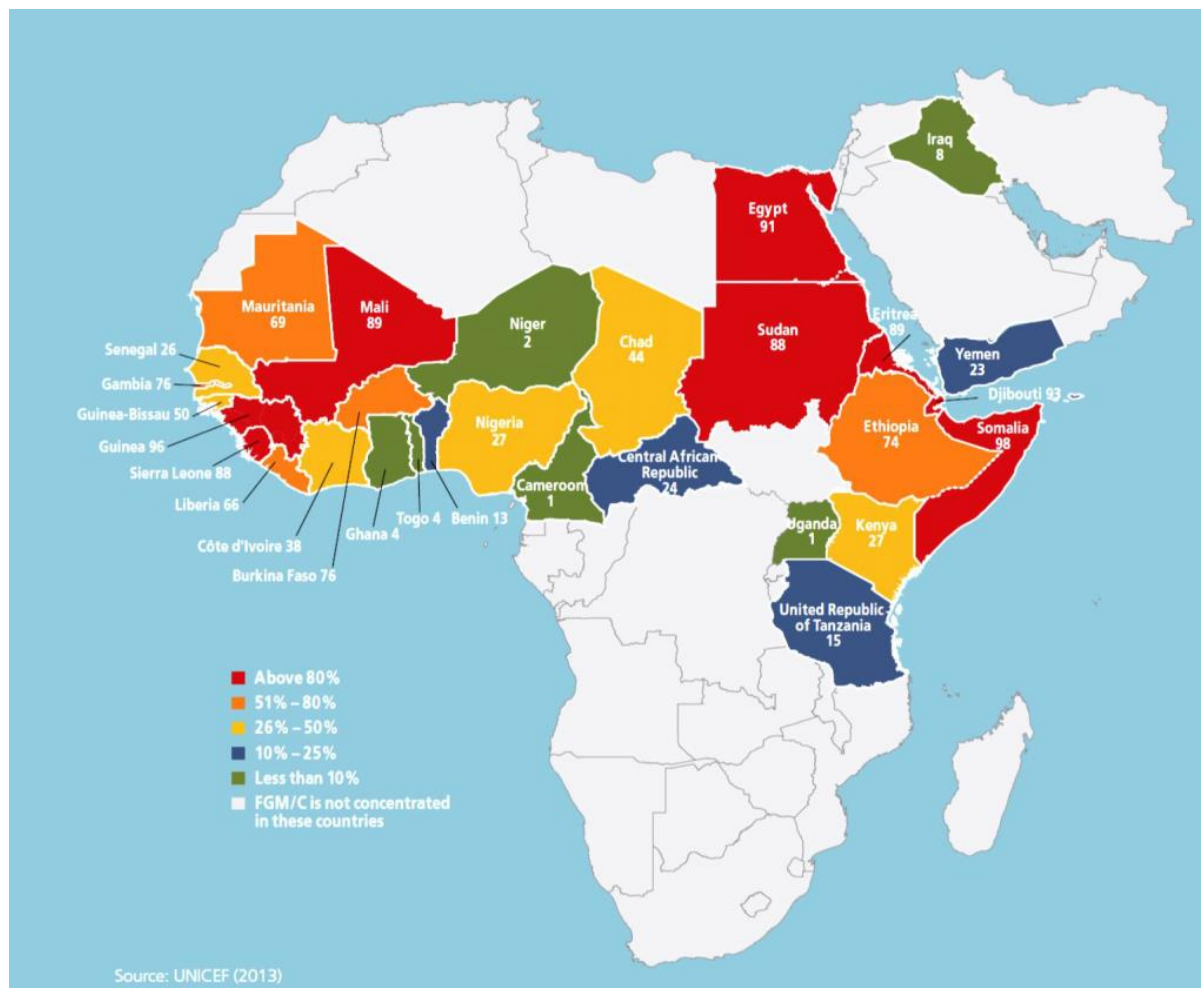 Iraq
8
Egypt
91
Mauritania
69
Mali
89
Niger
2
Chad
44
Sudan
88
Eritrea
89
Yemen
23
Senegal 26
Gambia 76
Guinea-Bissau 50
Guinea 96
Sierra Leone 88
Liberia 66
Côte d'Ivoire 38
Burkina Faso 76
Ghana 4
Togo 4
Benin 13
Nigeria
27
Cameroon
1
Central African
Republic
24
Ethiopia
74
Djibouti 93
Somalia
98
Uganda
1
Kenya
27
United Republic
of Tanzania
15
Above 80%
51% – 80%
26% – 50%
10% – 25%
Less than 10%
FGM/C is not concentrated
in these countries
Source: UNICEF (2013)